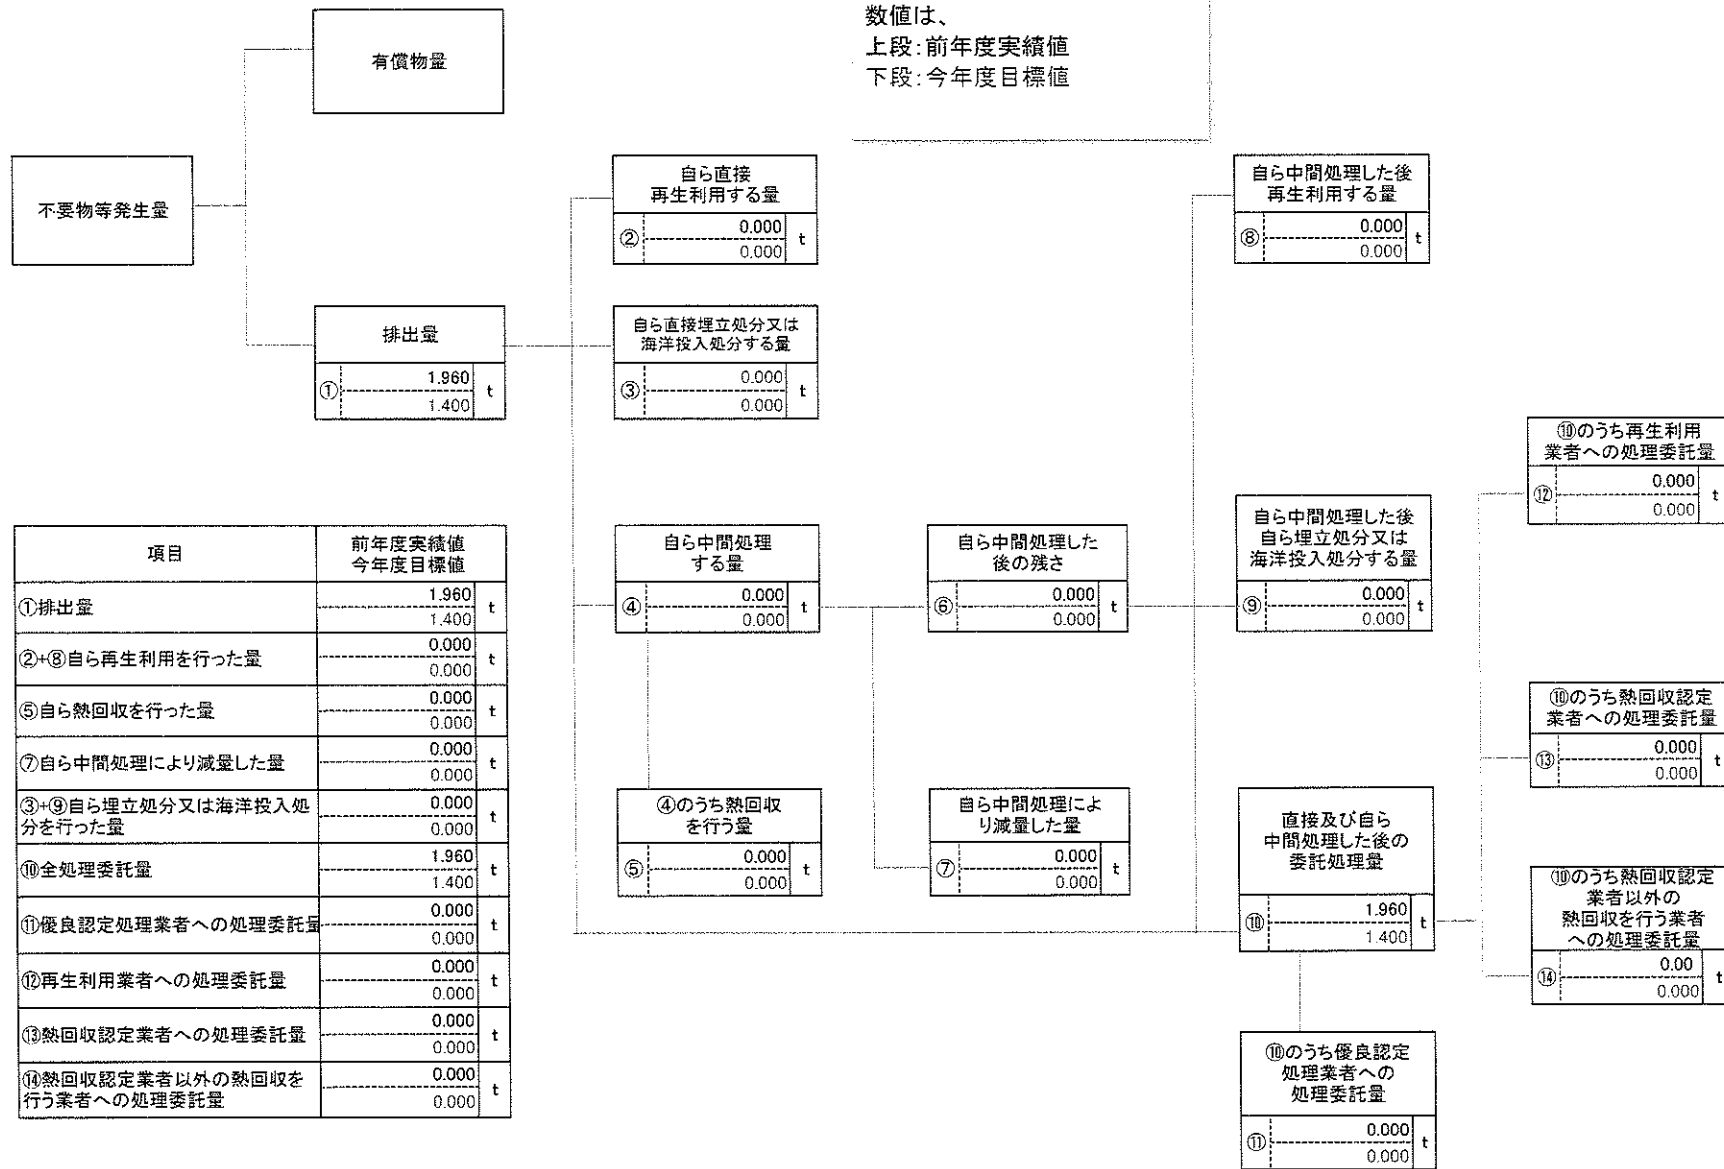 数値は、
上段:前年度実績値
下段:今年度目標値
有償物量
不要物等発生量
排出量
① 1.960 t
1.400
自ら直接
再生利用する量
② 0.000 t
0.000
自ら直接埋立処分又は
海洋投入処分する量
③ 0.000 t
0.000
自ら中間処理した後
再生利用する量
⑧ 0.000 t
0.000
自ら中間処理
する量
④ 0.000 t
0.000
自ら中間処理した
後の残さ
⑥ 0.000 t
0.000
自ら中間処理した後
自ら埋立処分又は
海洋投入処分する量
⑨ 0.000 t
0.000
④のうち熱回収
を行う量
⑤ 0.000 t
0.000
自ら中間処理によ
り減量した量
⑦ 0.000 t
0.000
直接及び自ら
中間処理した後の
委託処理量
⑩ 1.960 t
1.400
⑩のうち再生利用
業者への処理委託量
⑫ 0.000 t
0.000
⑩のうち熱回収認定
業者への処理委託量
⑬ 0.000 t
0.000
⑩のうち熱回収認定
業者以外の
熱回収を行う業者
への処理委託量
⑭ 0.00 t
0.000
⑩のうち優良認定
処理業者への
処理委託量
⑪ 0.000 t
0.000
項目 前年度実績値
今年度目標値
①排出量 1.960 t
1.400
②+⑧自ら再生利用を行った量 0.000 t
0.000
⑤自ら熱回収を行った量 0.000 t
0.000
⑦自ら中間処理により減量した量 0.000 t
0.000
③+⑨自ら埋立処分又は海洋投入処 0.000 t
分を行った量 0.000
⑩全処理委託量 1.960 t
1.400
⑪優良認定処理業者への処理委託量 0.000 t
0.000
⑫再生利用業者への処理委託量 0.000 t
0.000
⑬熱回収認定業者への処理委託量 0.000 t
0.000
⑭熱回収認定業者以外の熱回収を 0.000 t
行う業者への処理委託量 0.000